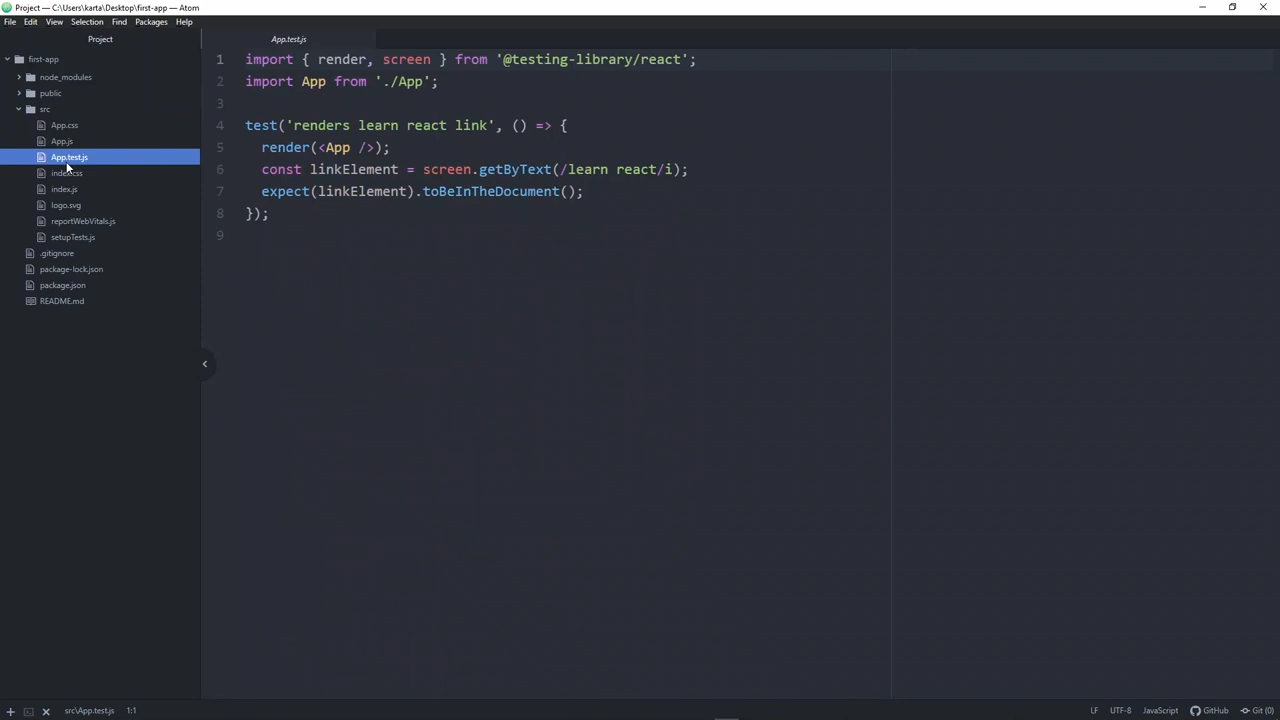 Project — C:\Users\karta\Desktop\first-app — Atom
File Edit View Selection Find Packages Help
Project
first-app
node_modules
public
src
App.css
App.js
App.test.js
index.css
index.js
logo.svg
reportWebVitals.js
setupTests.js
.gitignore
package-lock.json
package.json
README.md
App.test.js
1 import { render, screen } from '@testing-library/react';
2 import App from './App';
3
4 test('renders learn react link', () => {
5 render(<App />);
6 const linkElement = screen.getByText(/learn react/i);
7 expect(linkElement).toBeInTheDocument();
8 });
9
src\App.test.js 1:1 LF UTF-8 JavaScript GitHub Git (0)